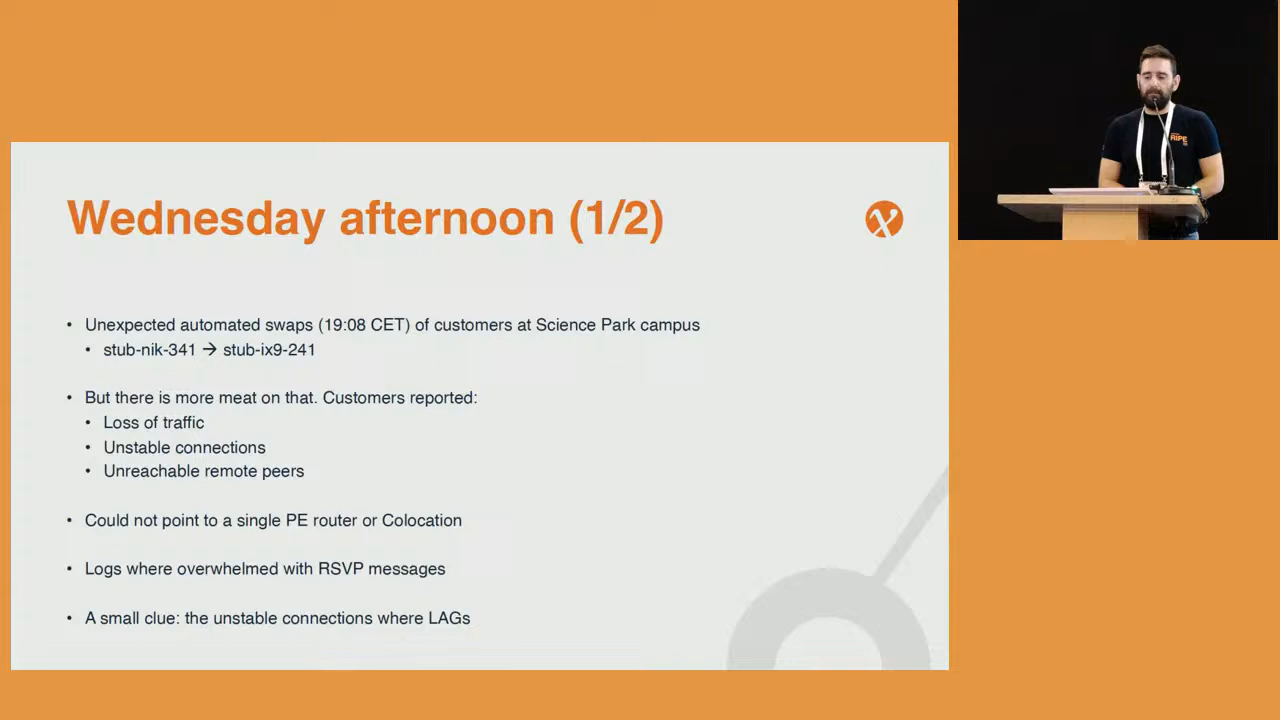 Wednesday afternoon (1/2)
• Unexpected automated swaps (19:08 CET) of customers at Science Park campus
• stub-nik-341 → stub-ix9-241
• But there is more meat on that. Customers reported:
• Loss of traffic
• Unstable connections
• Unreachable remote peers
• Could not point to a single PE router or Colocation
• Logs where overwhelmed with RSVP messages
• A small clue: the unstable connections where LAGs
RIPE